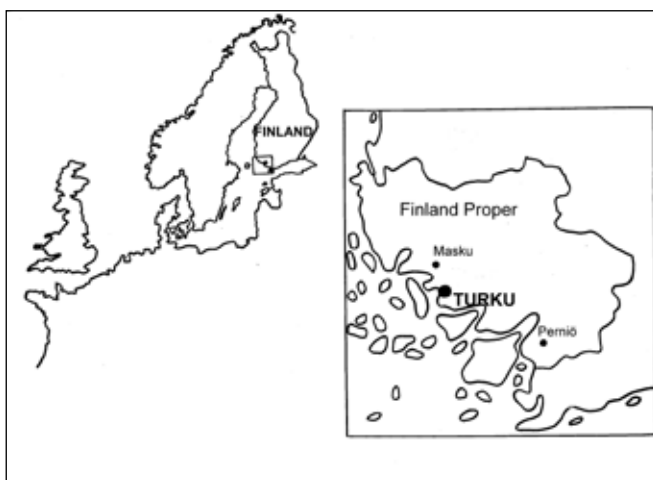 FINLAND
Finland Proper
Masku
TURKU
Perniö